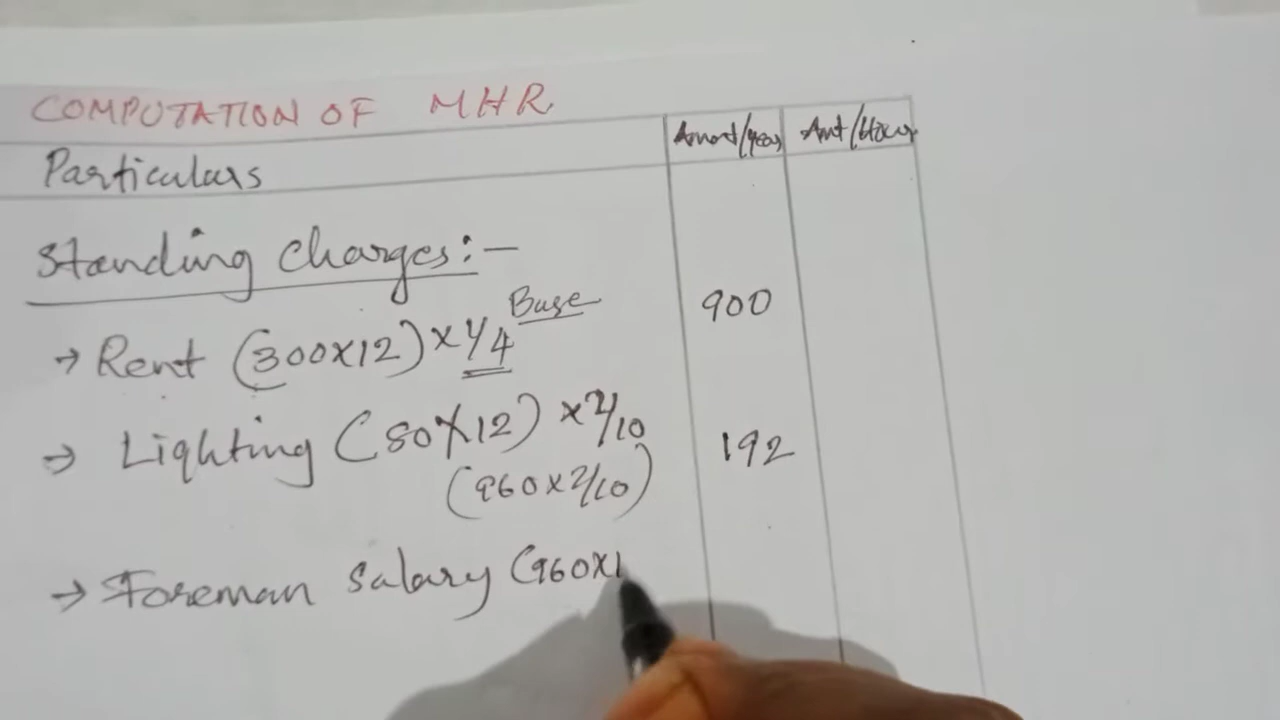 COMPUTATION OF MHR
Particulars Amont/year Amt/Hour
Standing Charges:-
→ Rent (300x12) x 1/4 Base 900
→ Lighting (80x12) x 2/10 192
(960x2/10)
→ Foreman Salary (960x1